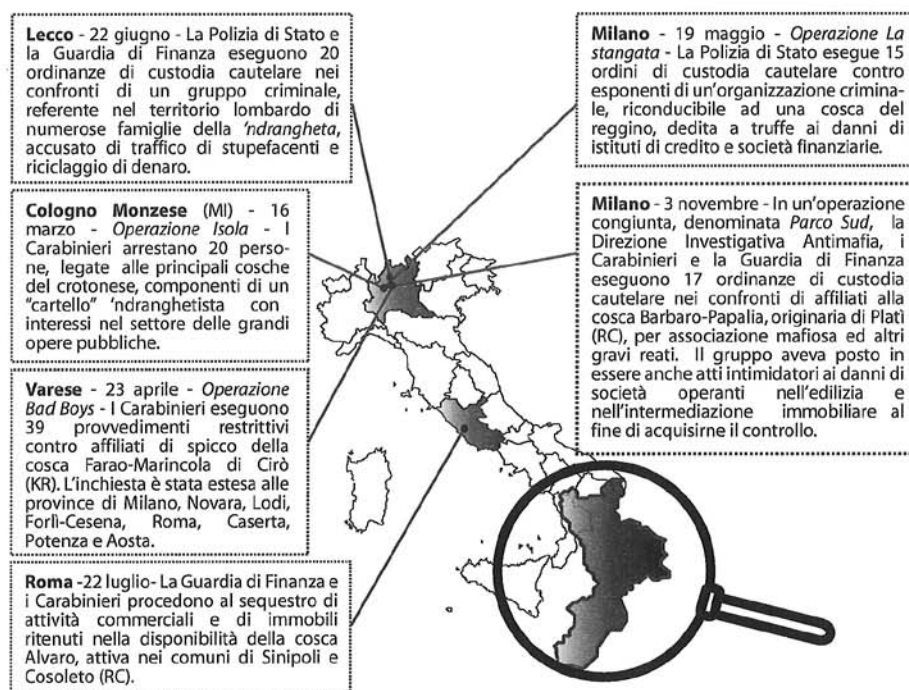 Lecco - 22 giugno - La Polizia di Stato e
la Guardia di Finanza eseguono 20
ordinanze di custodia cautelare nei
confronti di un gruppo criminale,
referente nel territorio lombardo di
numerose famiglie della 'ndrangheta,
accusato di traffico di stupefacenti e
riciclaggio di denaro.
Cologno Monzese (MI) - 16
marzo - Operazione Isola - I
Carabinieri arrestano 20 perso-
ne, legate alle principali cosche
del crotonese, componenti di un
"cartello" 'ndranghetista con
interessi nel settore delle grandi
opere pubbliche.
Varese - 23 aprile - Operazione
Bad Boys - I Carabinieri eseguono
39 provvedimenti restrittivi
contro affiliati di spicco della
cosca Farao-Marincola di Cirò
(KR). L'inchiesta è stata estesa alle
province di Milano, Novara, Lodi,
Forlì-Cesena, Roma, Caserta,
Potenza e Aosta.
Roma -22 luglio- La Guardia di Finanza e
i Carabinieri procedono al sequestro di
attività commerciali e di immobili
ritenuti nella disponibilità della cosca
Alvaro, attiva nei comuni di Sinipoli e
Cosoleto (RC).
Milano - 19 maggio - Operazione La
stangata - La Polizia di Stato esegue 15
ordini di custodia cautelare contro
esponenti di un'organizzazione crimina-
le, riconducibile ad una cosca del
reggino, dedita a truffe ai danni di
istituti di credito e società finanziarie.
Milano - 3 novembre - In un'operazione
congiunta, denominata Parco Sud, la
Direzione Investigativa Antimafia, i
Carabinieri e la Guardia di Finanza
eseguono 17 ordinanze di custodia
cautelare nei confronti di affiliati alla
cosca Barbaro-Papalia, originaria di Platì
(RC), per associazione mafiosa ed altri
gravi reati. Il gruppo aveva posto in
essere anche atti intimidatori ai danni di
società operanti nell'edilizia e
nell'intermediazione immobiliare al
fine di acquisirne il controllo.